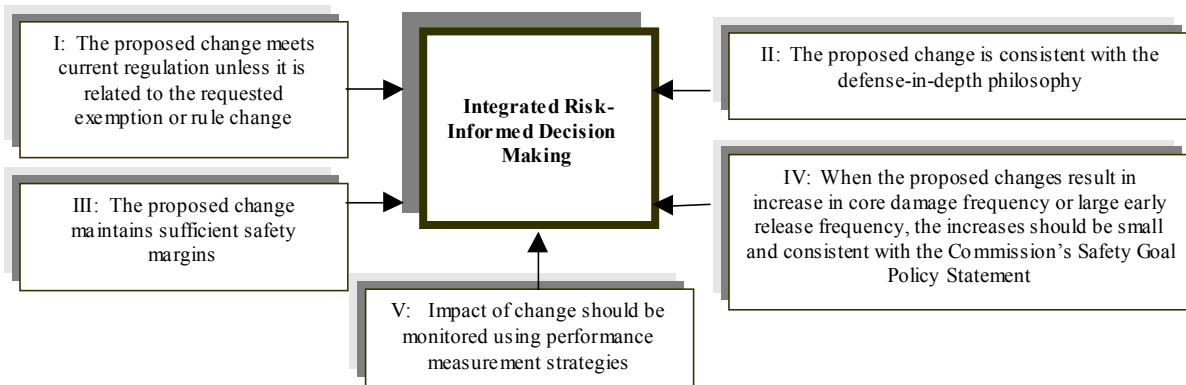 I: The proposed change meets
current regulation unless it is
related to the requested
exemption or rule change
Integrated Risk-
Informed Decision
Making
II: The proposed change is consistent with the
defense-in-depth philosophy
III: The proposed change
maintains sufficient safety
margins
IV: When the proposed changes result in
increase in core damage frequency or large early
release frequency, the increases should be small
and consistent with the Commission's Safety Goal
Policy Statement
V: Impact of change should be
monitored using performance
measurement strategies